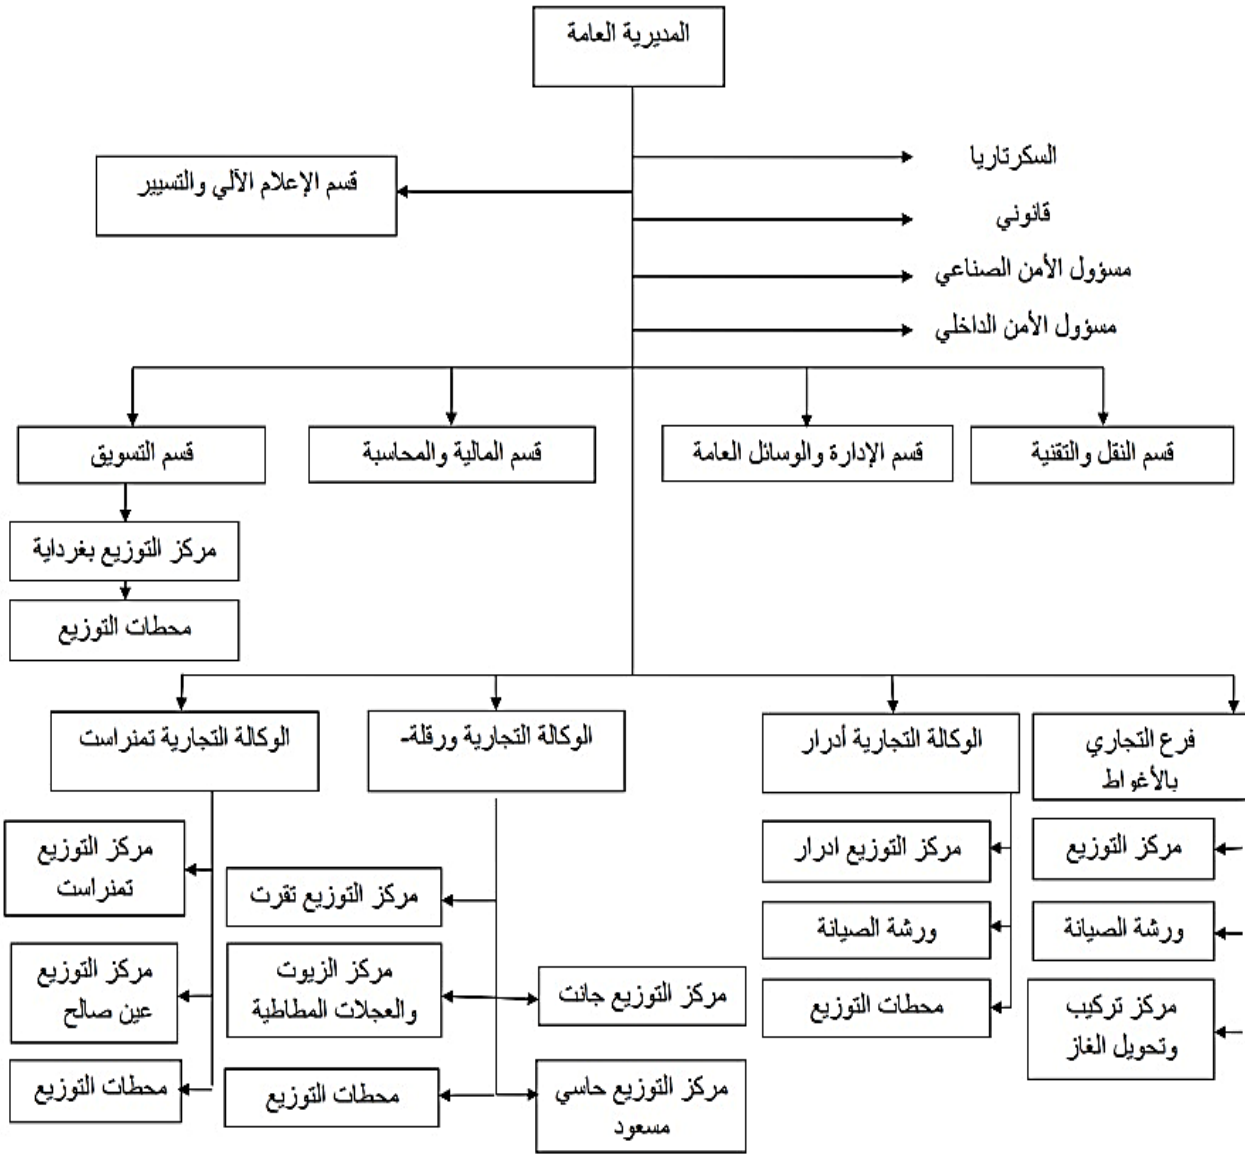 المديرية العامة
السكرتاريا
قسم الإعلام الآلي والتسيير
قانوني
مسؤول الأمن الصناعي
مسؤول الأمن الداخلي
قسم النقل والتقنية
قسم الإدارة والوسائل العامة
قسم المالية والمحاسبة
قسم التسويق
مركز التوزيع بغرداية
محطات التوزيع
فرع التجاري
بالأغواط
الوكالة التجارية أدرار
الوكالة التجارية ورقلة-
الوكالة التجارية تمنراست
مركز التوزيع
ورشة الصيانة
مركز تركيب
وتحويل الغاز
مركز التوزيع ادرار
ورشة الصيانة
محطات التوزيع
مركز التوزيع تقرت
مركز الزيوت
والعجلات المطاطية
محطات التوزيع
مركز التوزيع جانت
مركز التوزيع حاسي
مسعود
مركز التوزيع
تمنراست
مركز التوزيع
عين صالح
محطات التوزيع